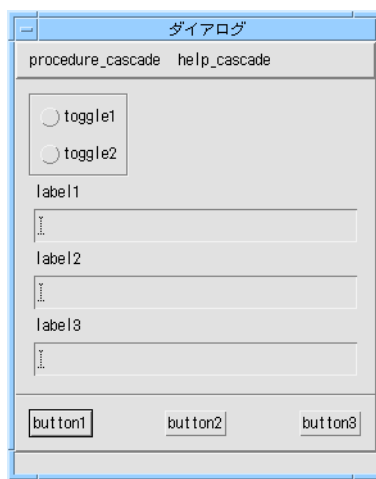 ダイアログ
procedure_cascade help_cascade
toggle1
toggle2
label1
label2
label3
button1 button2 button3